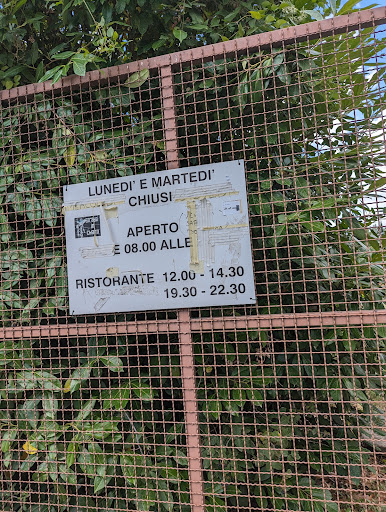 LUNEDI' E MARTEDI'
CHIUSI
APERTO
E 08.00 ALLE
RISTORANTE 12.00 - 14.30
19.30 - 22.30